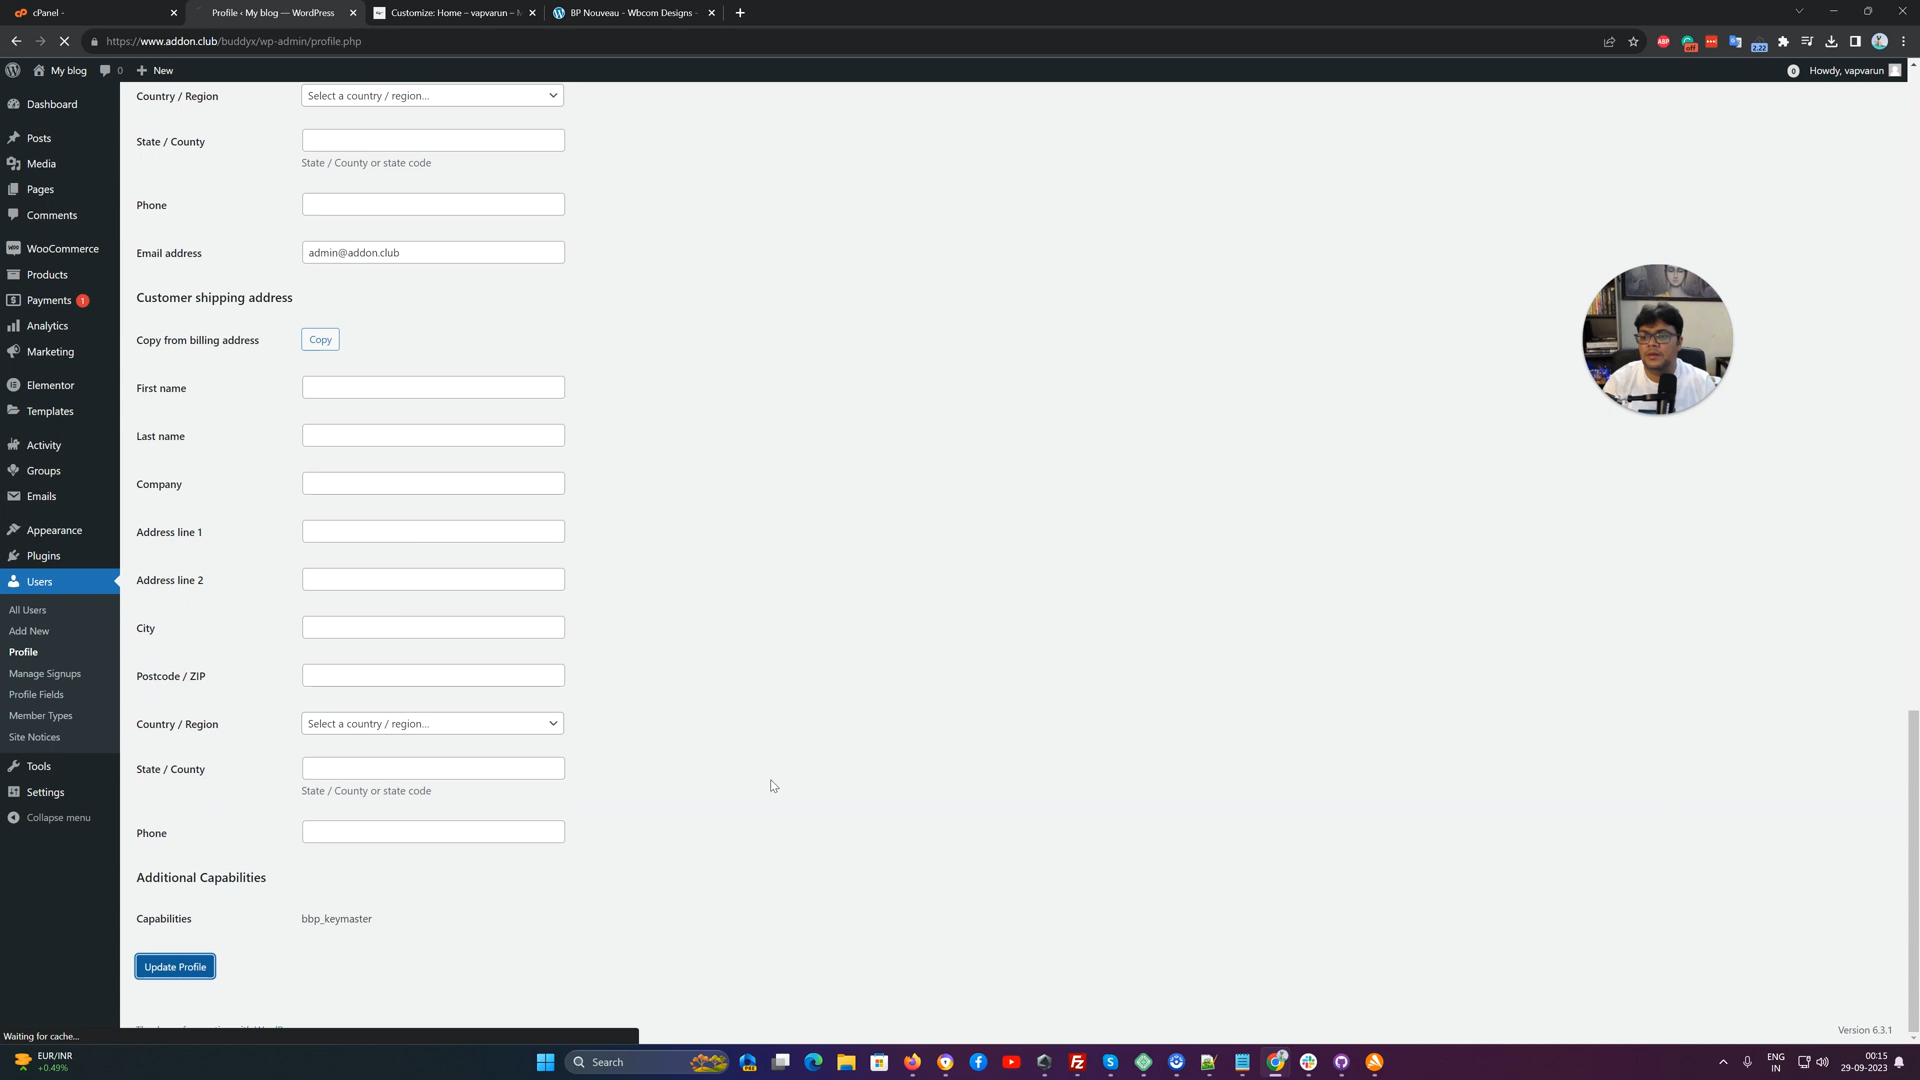 cPanel -
Profile ‹ My blog — WordPress
Customize: Home – vapvarun – M
BP Nouveau - Wbcom Designs -
https://www.addon.club/buddyx/wp-admin/profile.php
ABP
off
2.22
My blog
0
New
0
Howdy, vapvarun
Dashboard
Posts
Media
Pages
Comments
WooCommerce
Products
Payments 1
Analytics
Marketing
Elementor
Templates
Activity
Groups
Emails
Appearance
Plugins
Users
All Users
Add New
Profile
Manage Signups
Profile Fields
Member Types
Site Notices
Tools
Settings
Collapse menu
Country / Region
Select a country / region...
State / County
State / County or state code
Phone
Email address
admin@addon.club
Customer shipping address
Copy from billing address
Copy
First name
Last name
Company
Address line 1
Address line 2
City
Postcode / ZIP
Country / Region
Select a country / region...
State / County
State / County or state code
Phone
Additional Capabilities
Capabilities
bbp_keymaster
Update Profile
Version 6.3.1
Waiting for cache...
EUR/INR
+0.49%
Search
ENG
IN
00:15
29-09-2023